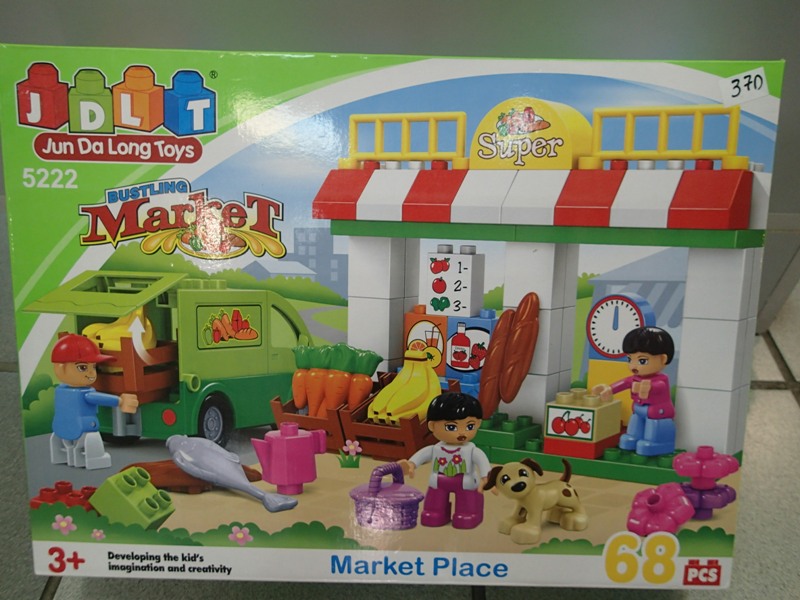 JDLT ®
Jun Da Long Toys
5222
370
BUSTLING
Market
Super
1-
2-
3-
3+
Developing the kid's
imagination and creativity
Market Place
68 PCS